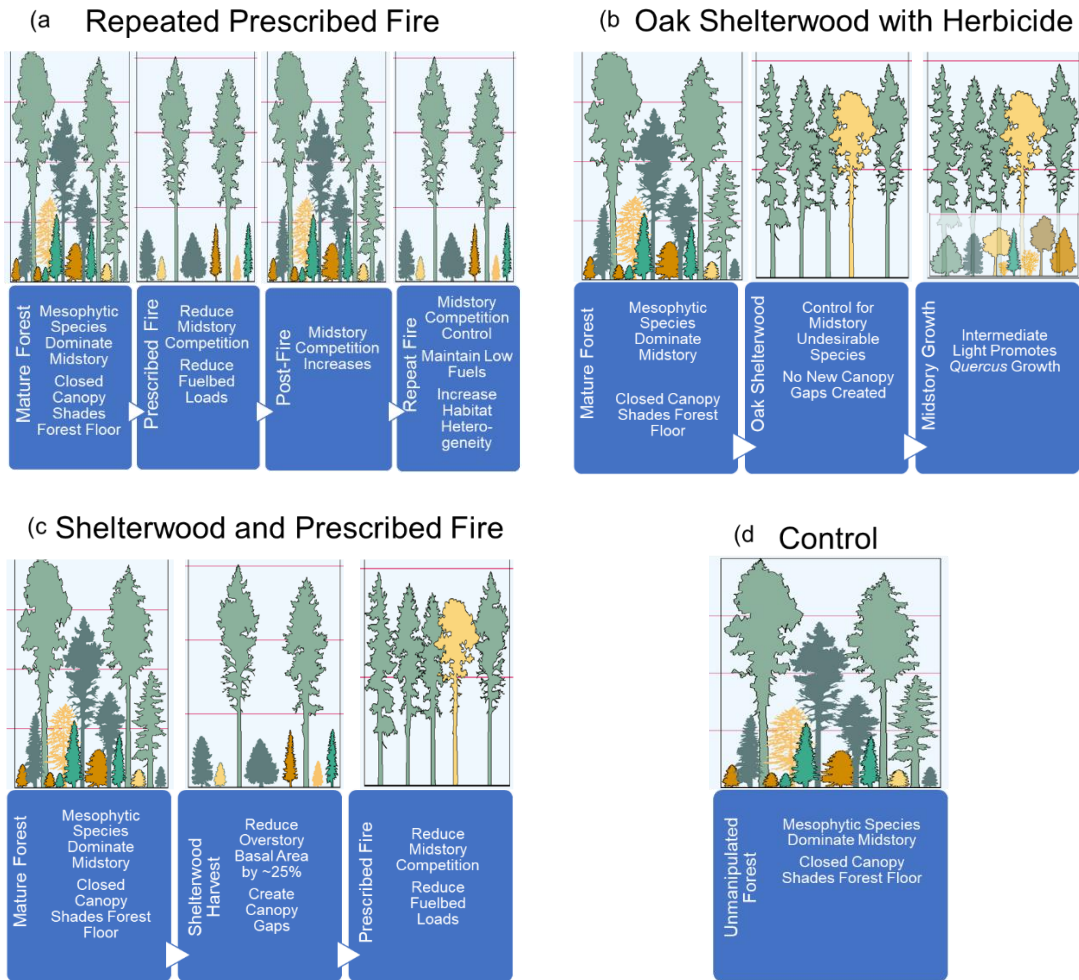 (a Repeated Prescribed Fire
Mature Forest
Mesophytic
Species
Dominate
Midstory
Closed
Canopy
Shades
Forest Floor
Prescribed Fire
Reduce
Midstory
Competition
Reduce
Fuelbed
Loads
Post-Fire
Midstory
Competition
Increases
Repeat Fire
Midstory
Competition
Control
Maintain Low
Fuels
Increase
Habitat
Hetero-
geneity
(b Oak Shelterwood with Herbicide
Mature Forest
Mesophytic
Species
Dominate
Midstory
Closed Canopy
Shades Forest
Floor
Oak Shelterwood
Control for
Midstory
Undesirable
Species
No New Canopy
Gaps Created
Midstory Growth
Intermediate
Light Promotes
Quercus Growth
(c Shelterwood and Prescribed Fire
Mature Forest
Mesophytic
Species
Dominate
Midstory
Closed
Canopy
Shades Forest
Floor
Shelterwood
Harvest
Reduce
Overstory
Basal Area
by ~25%
Create
Canopy
Gaps
Prescribed Fire
Reduce
Midstory
Competition
Reduce
Fuelbed
Loads
(d Control
Unmanipulated
Forest
Mesophytic Species
Dominate Midstory
Closed Canopy
Shades Forest Floor